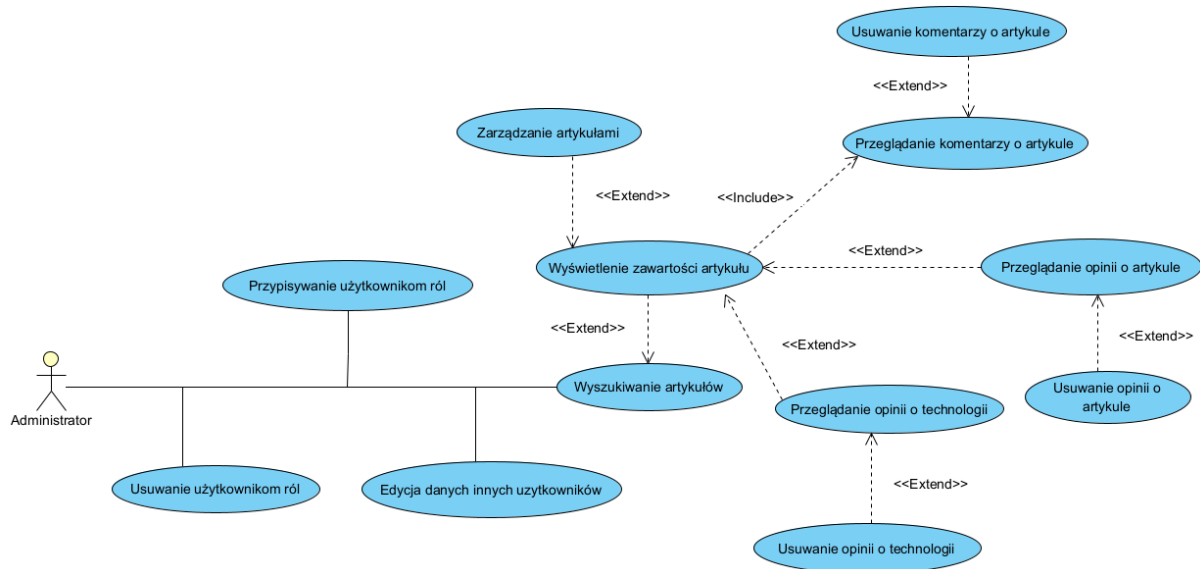 Usuwanie komentarzy o artykule
<<Extend>>
Zarządzanie artykułami
Przeglądanie komentarzy o artykule
<<Include>>
<<Extend>>
<<Extend>>
Wyświetlenie zawartości artykułu
Przeglądanie opinii o artykule
Przypisywanie użytkownikom ról
<<Extend>>
<<Extend>>
<<Extend>>
Administrator
Wyszukiwanie artykułów
Usuwanie opinii o
artykule
Przeglądanie opinii o technologii
Usuwanie użytkownikom ról
Edycja danych innych uzytkowników
<<Extend>>
Usuwanie opinii o technologii